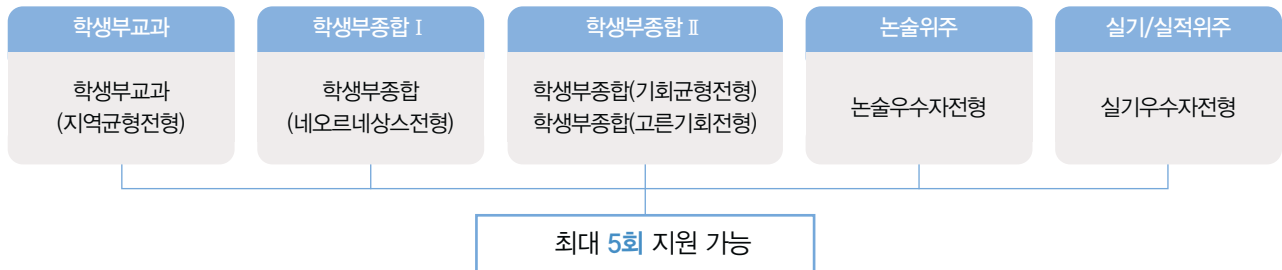 학생부교과
학생부교과
(지역균형전형)
학생부종합 Ⅰ
학생부종합
(네오르네상스전형)
학생부종합 Ⅱ
학생부종합(기회균형전형)
학생부종합(고른기회전형)
논술위주
논술우수자전형
실기/실적위주
실기우수자전형
최대 5회 지원 가능